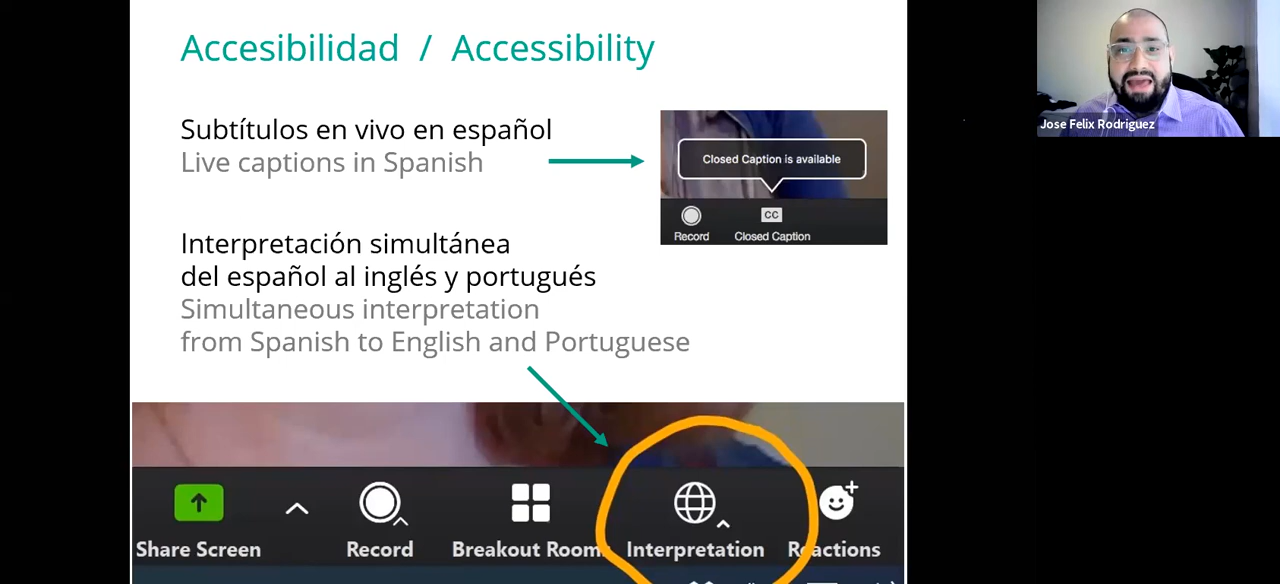 Accesibilidad / Accessibility
Subtítulos en vivo en español
Live captions in Spanish
Closed Caption is available
CC
Record
Closed Caption
Interpretación simultánea
del español al inglés y portugués
Simultaneous interpretation
from Spanish to English and Portuguese
Share Screen
Record
Breakout Room
Interpretation
Reactions
Jose Felix Rodriguez